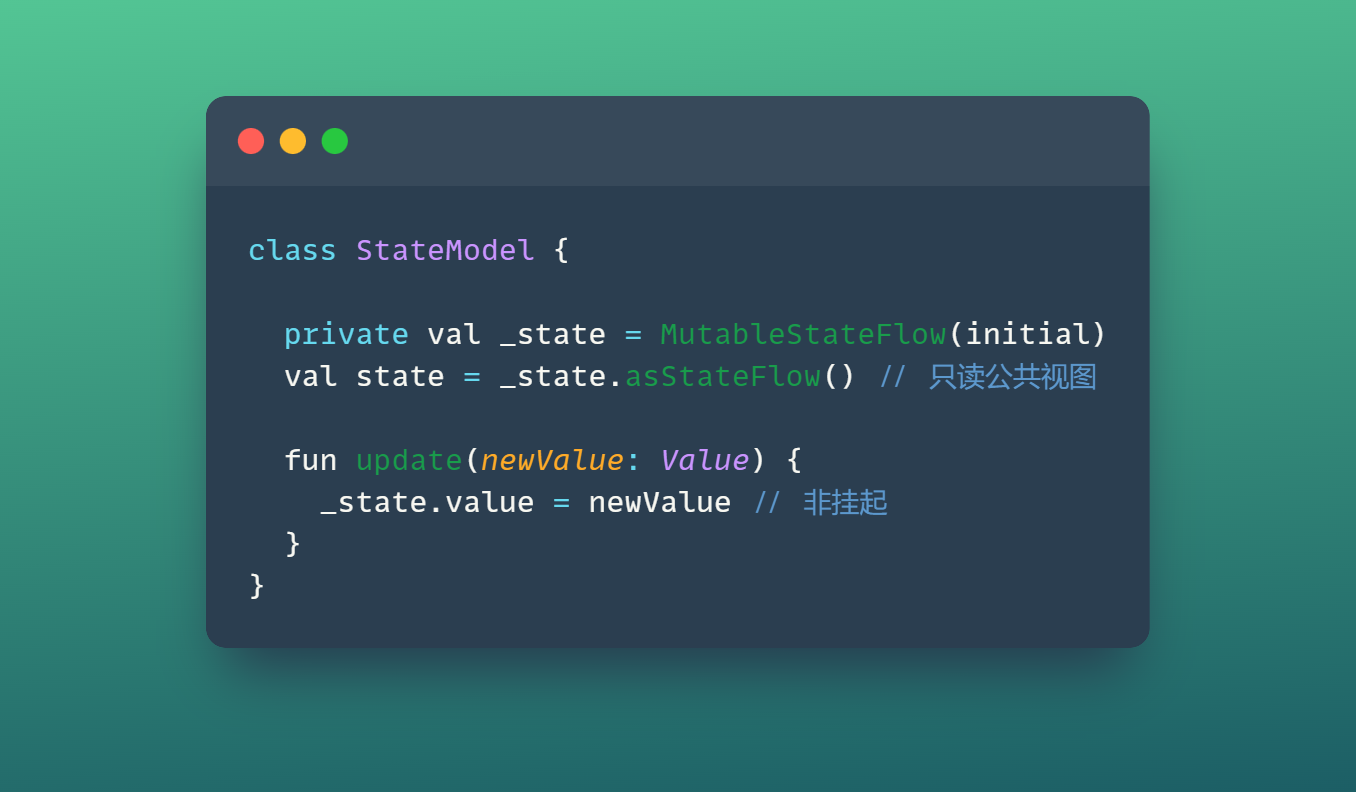 class StateModel {
private val _state = MutableStateFlow(initial)
val state = _state.asStateFlow() // 只读公共视图
fun update(newValue: Value) {
_state.value = newValue // 非挂起
}
}